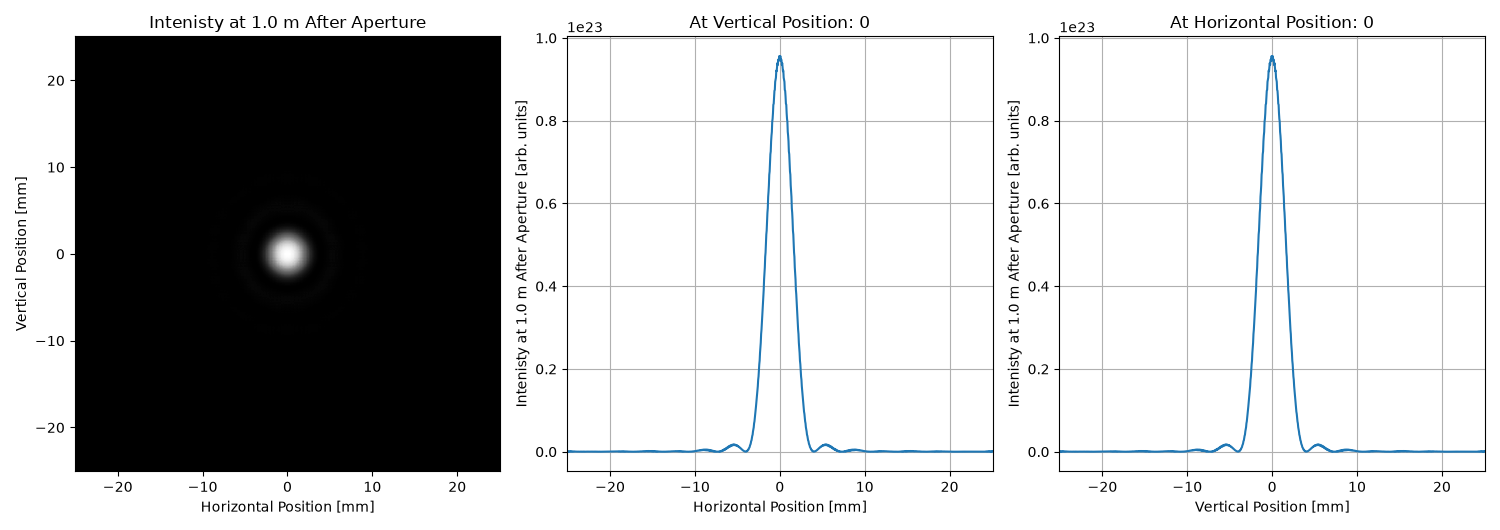 Intenisty at 1.0 m After Aperture
Vertical Position [mm]
20
10
0
−10
−20
−20 −10 0 10 20
Horizontal Position [mm]
At Vertical Position: 0
1e23
Intenisty at 1.0 m After Aperture [arb. units]
1.0
0.8
0.6
0.4
0.2
0.0
−20 −10 0 10 20
Horizontal Position [mm]
At Horizontal Position: 0
1e23
Intenisty at 1.0 m After Aperture [arb. units]
1.0
0.8
0.6
0.4
0.2
0.0
−20 −10 0 10 20
Vertical Position [mm]